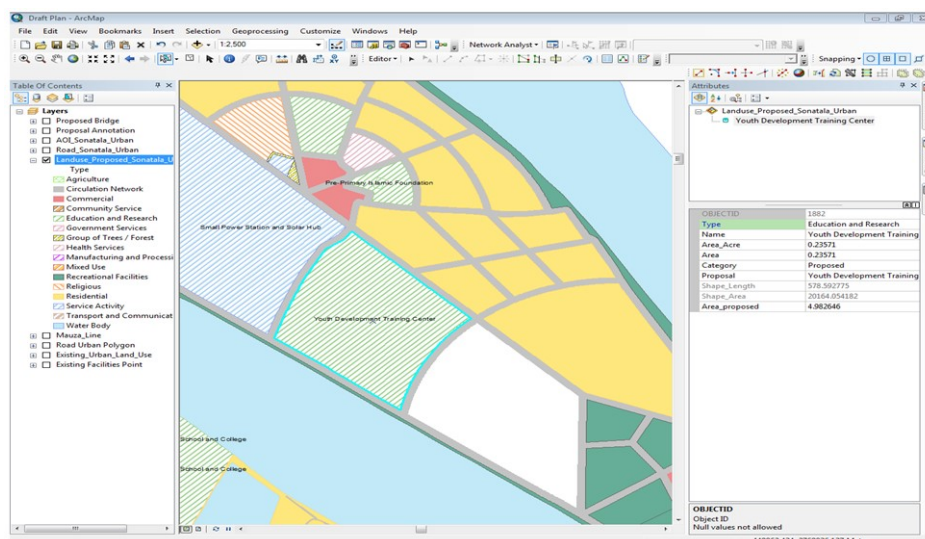 Draft Plan - ArcMap
File Edit View Bookmarks Insert Selection Geoprocessing Customize Windows Help
1:2,500
Network Analyst
Editor
Snapping
Table Of Contents
Layers
Proposed Bridge
Proposal Annotation
AOI_Sonatala_Urban
Road_Sonatala_Urban
Landuse_Proposed_Sonatala_U
Type
Agriculture
Circulation Network
Commercial
Community Service
Education and Research
Government Services
Group of Trees / Forest
Health Services
Manufacturing and Processi
Mixed Use
Recreational Facilities
Religious
Residential
Service Activity
Transport and Communicat
Water Body
Mauza_Line
Road Urban Polygon
Existing_Urban_Land_Use
Existing Facilities Point
Pre-Primary Islamic Foundation
Small Power Station and Solar Hub
Youth Development Training Center
School and College
School and College
Attributes
Landuse_Proposed_Sonatala_Urban
Youth Development Training Center
OBJECTID 1882
Type Education and Research
Name Youth Development Training
Area_Acre 0.23571
Area 0.23571
Category Proposed
Proposal Youth Development Training
Shape_Length 578.592775
Shape_Area 20164.054182
Area_proposed 4.982646
OBJECTID
Object ID
Null values not allowed